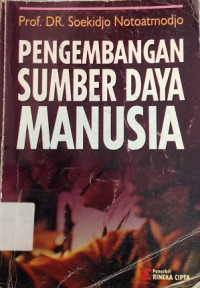 Prof. DR. Soekidjo Notoatmodjo
PENGEMBANGAN
SUMBER DAYA
MANUSIA
Penerbit
RINEKA CIPTA